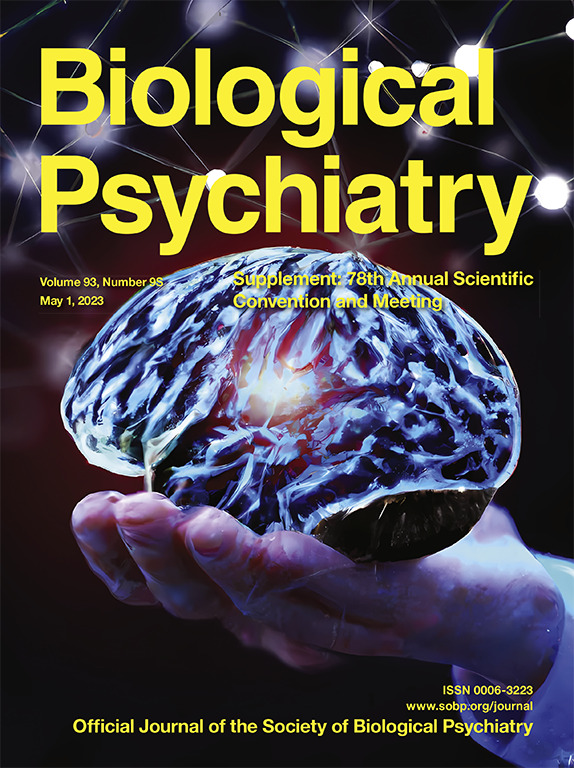 Biological
Psychiatry
Volume 93, Number 9S
May 1, 2023
Supplement: 78th Annual Scientific
Convention and Meeting
ISSN 0006-3223
www.sobp.org/journal
Official Journal of the Society of Biological Psychiatry